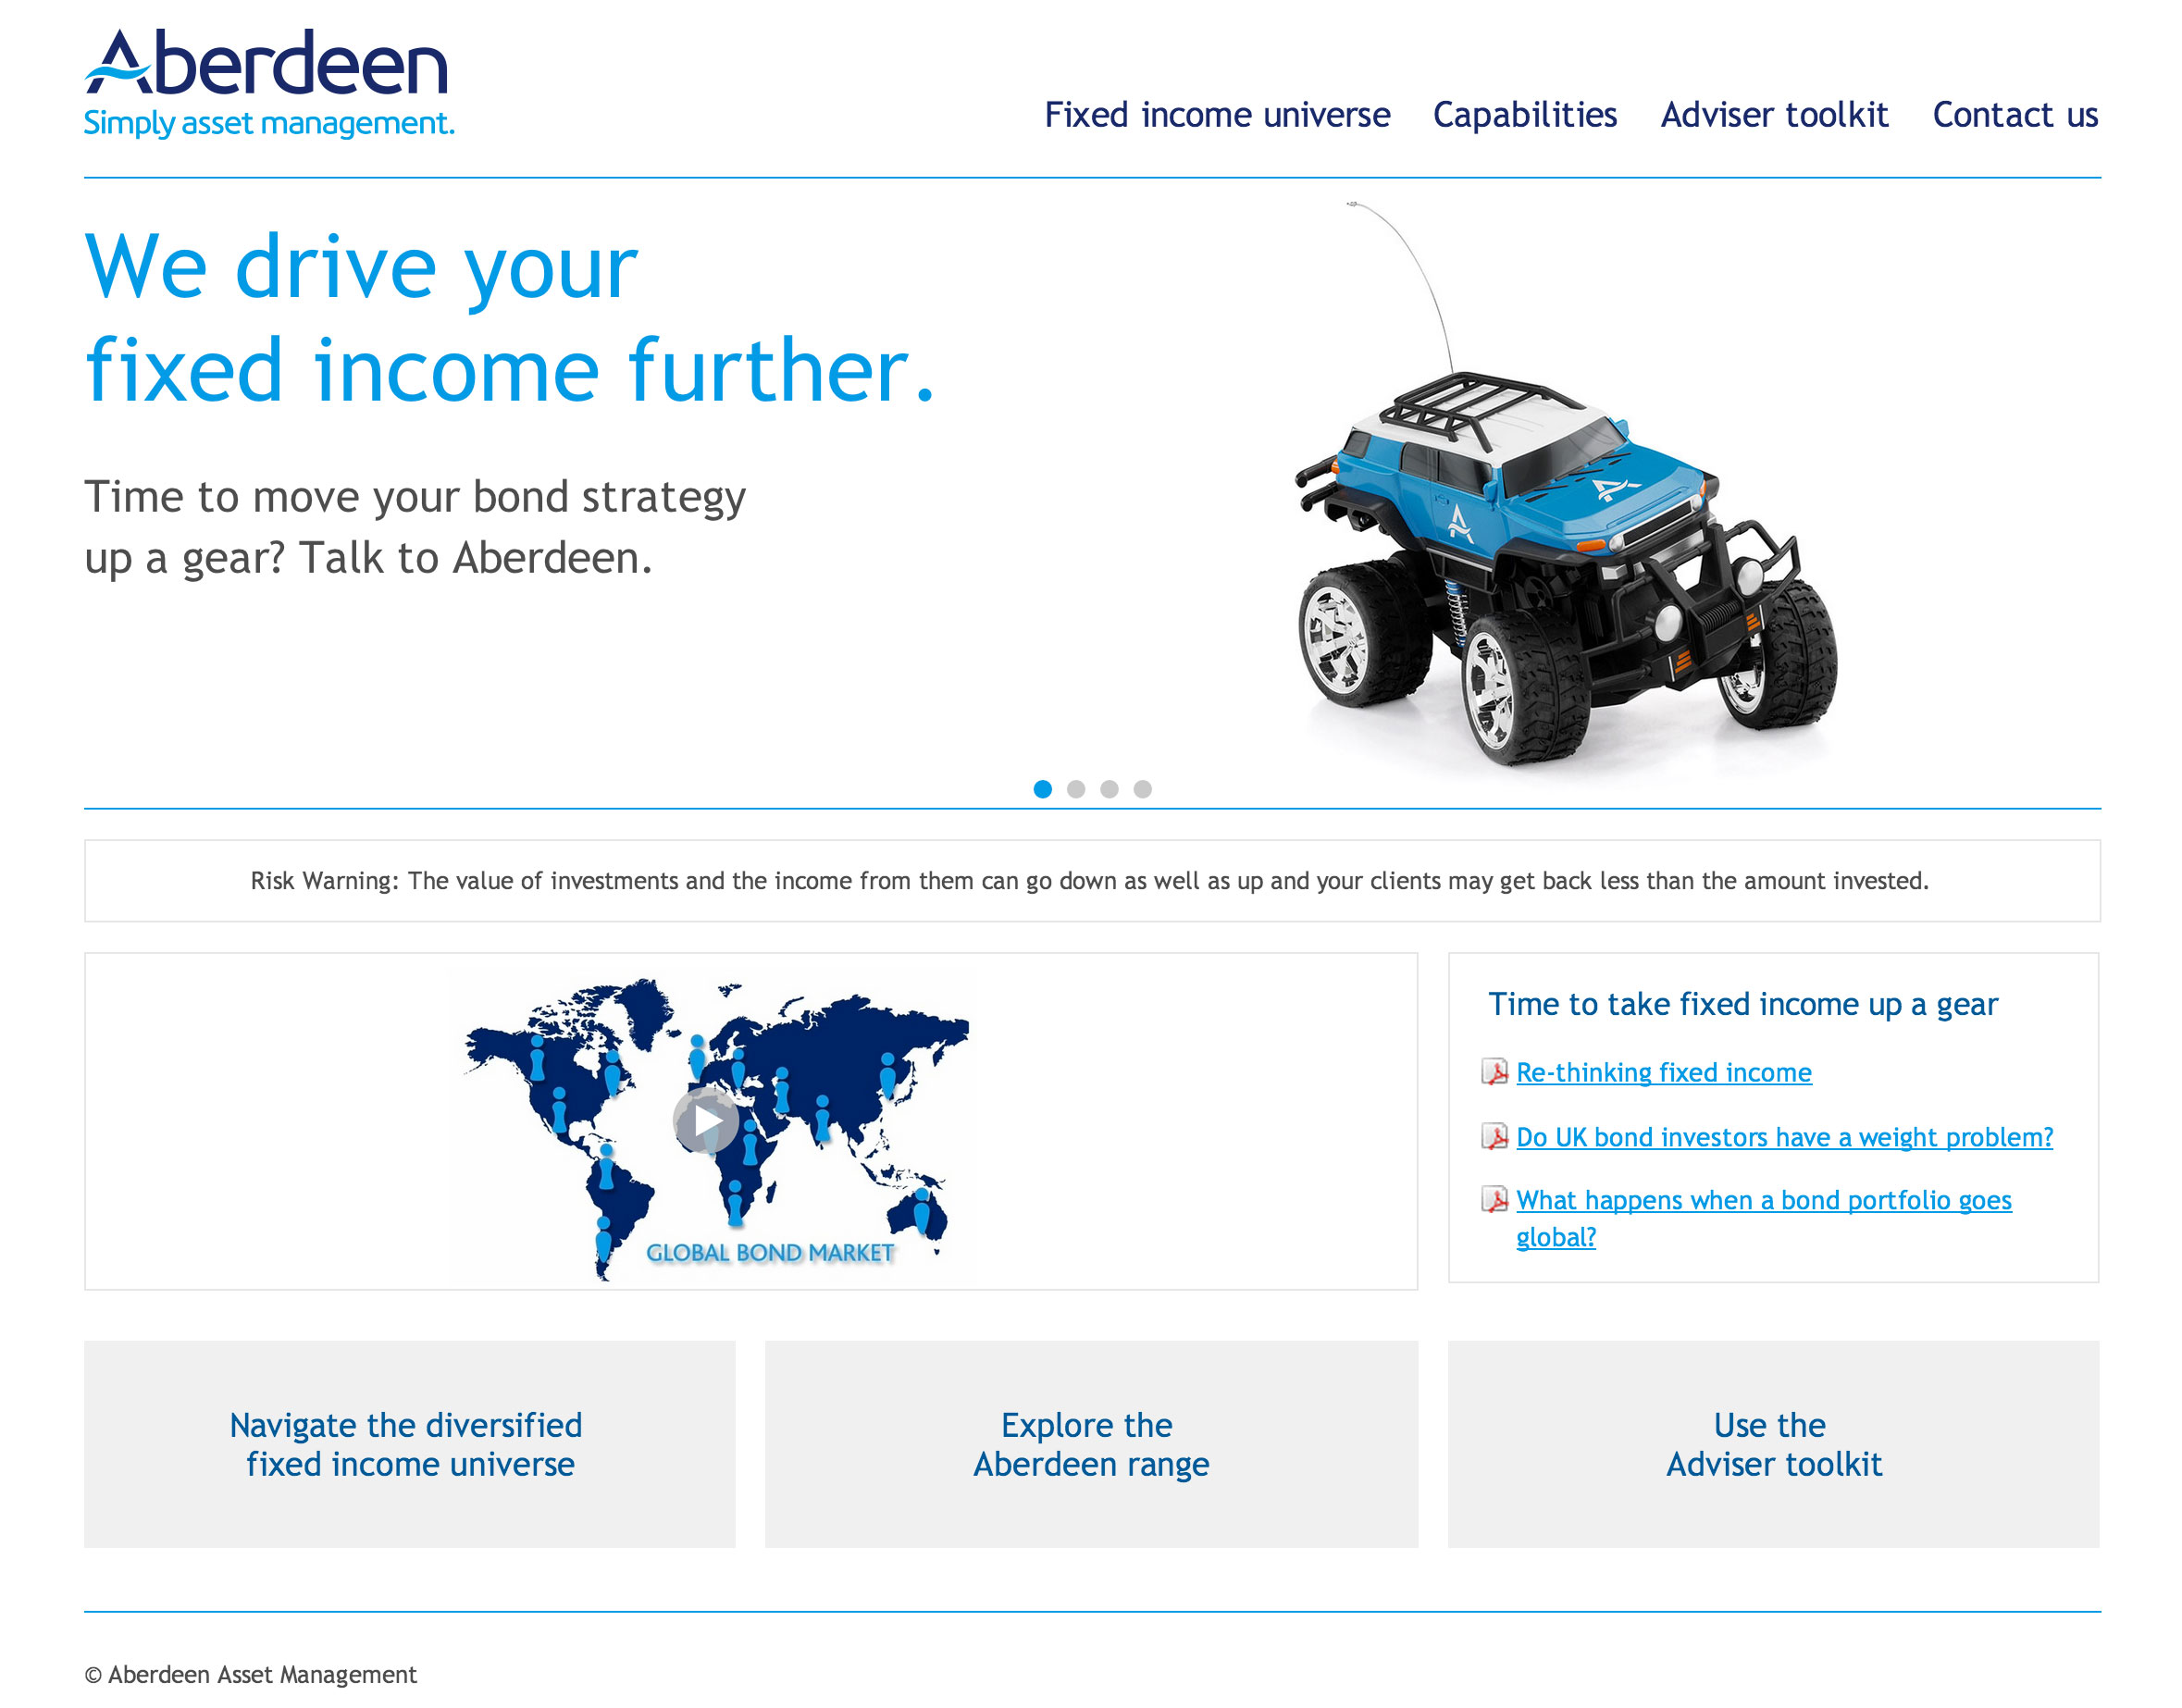 Aberdeen
Simply asset management.
Fixed income universe
Capabilities
Adviser toolkit
Contact us
We drive your
fixed income further.
Time to move your bond strategy
up a gear? Talk to Aberdeen.
Risk Warning: The value of investments and the income from them can go down as well as up and your clients may get back less than the amount invested.
GLOBAL BOND MARKET
Time to take fixed income up a gear
Re-thinking fixed income
Do UK bond investors have a weight problem?
What happens when a bond portfolio goes
global?
Navigate the diversified
fixed income universe
Explore the
Aberdeen range
Use the
Adviser toolkit
© Aberdeen Asset Management